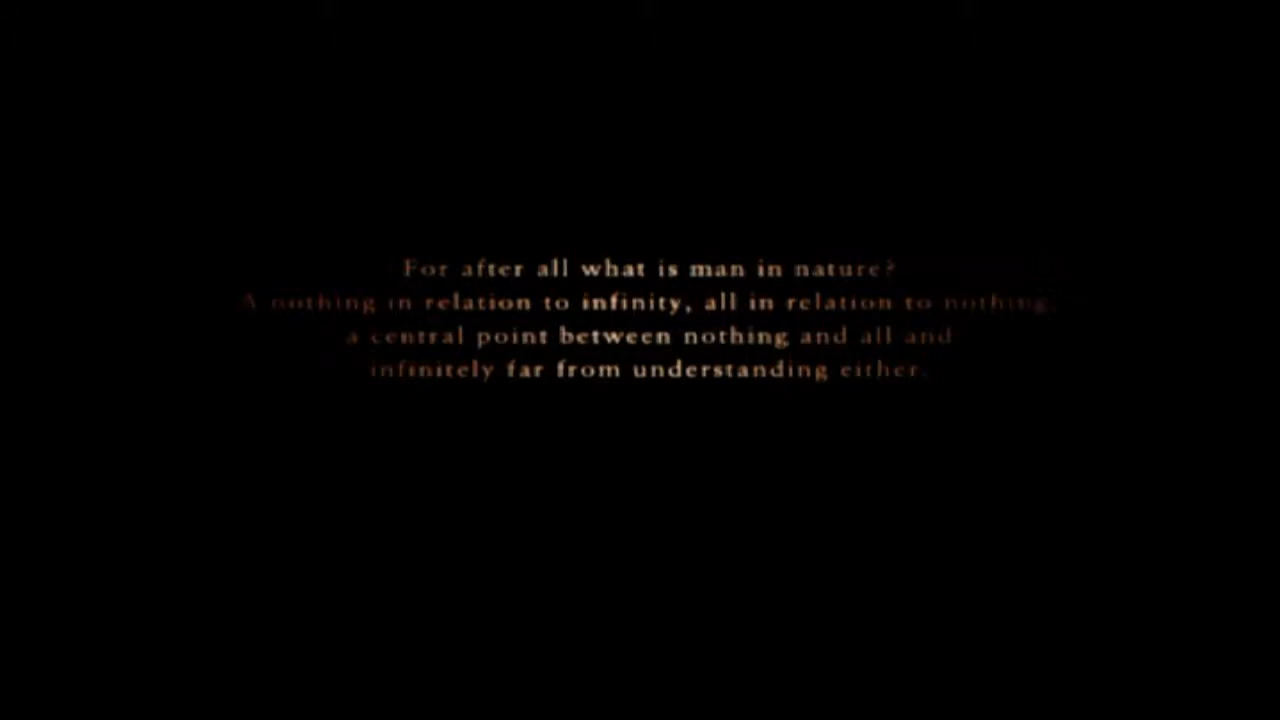 For after all what is man in nature?
A nothing in relation to infinity, all in relation to nothing,
a central point between nothing and all and
infinitely far from understanding either.